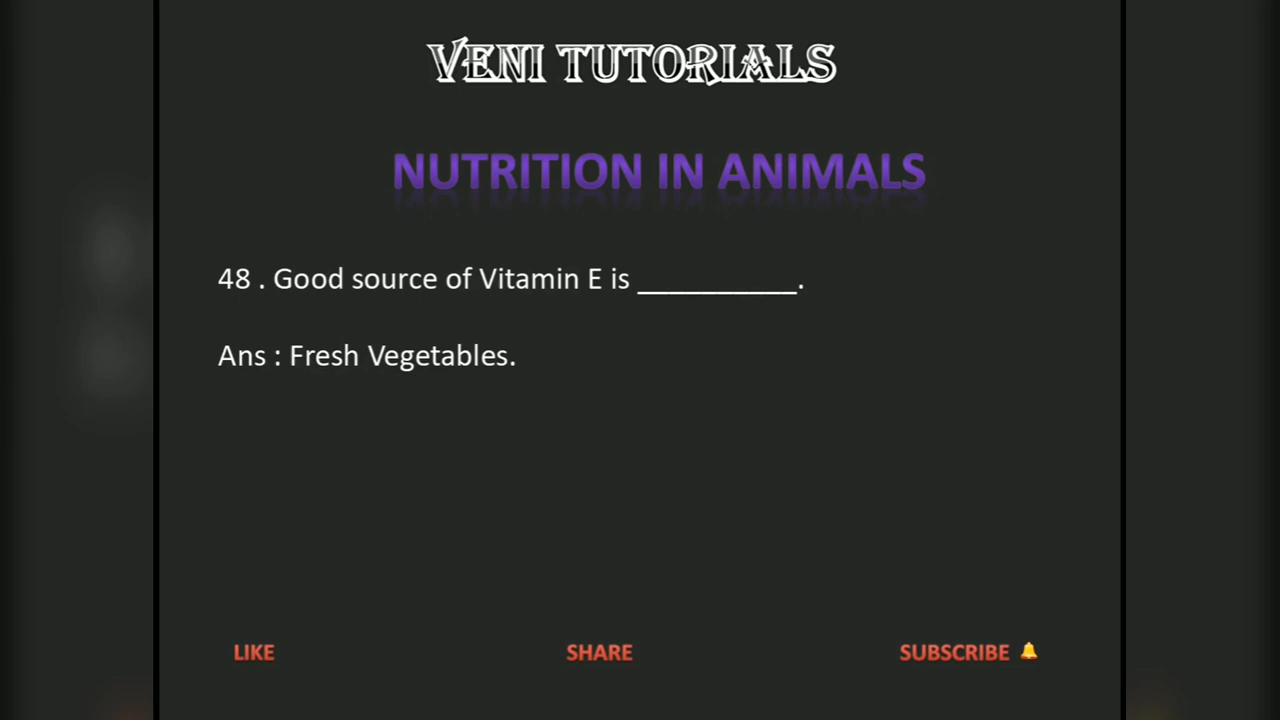 VENI TUTORIALS
NUTRITION IN ANIMALS
48 . Good source of Vitamin E is __________.
Ans : Fresh Vegetables.
LIKE SHARE SUBSCRIBE